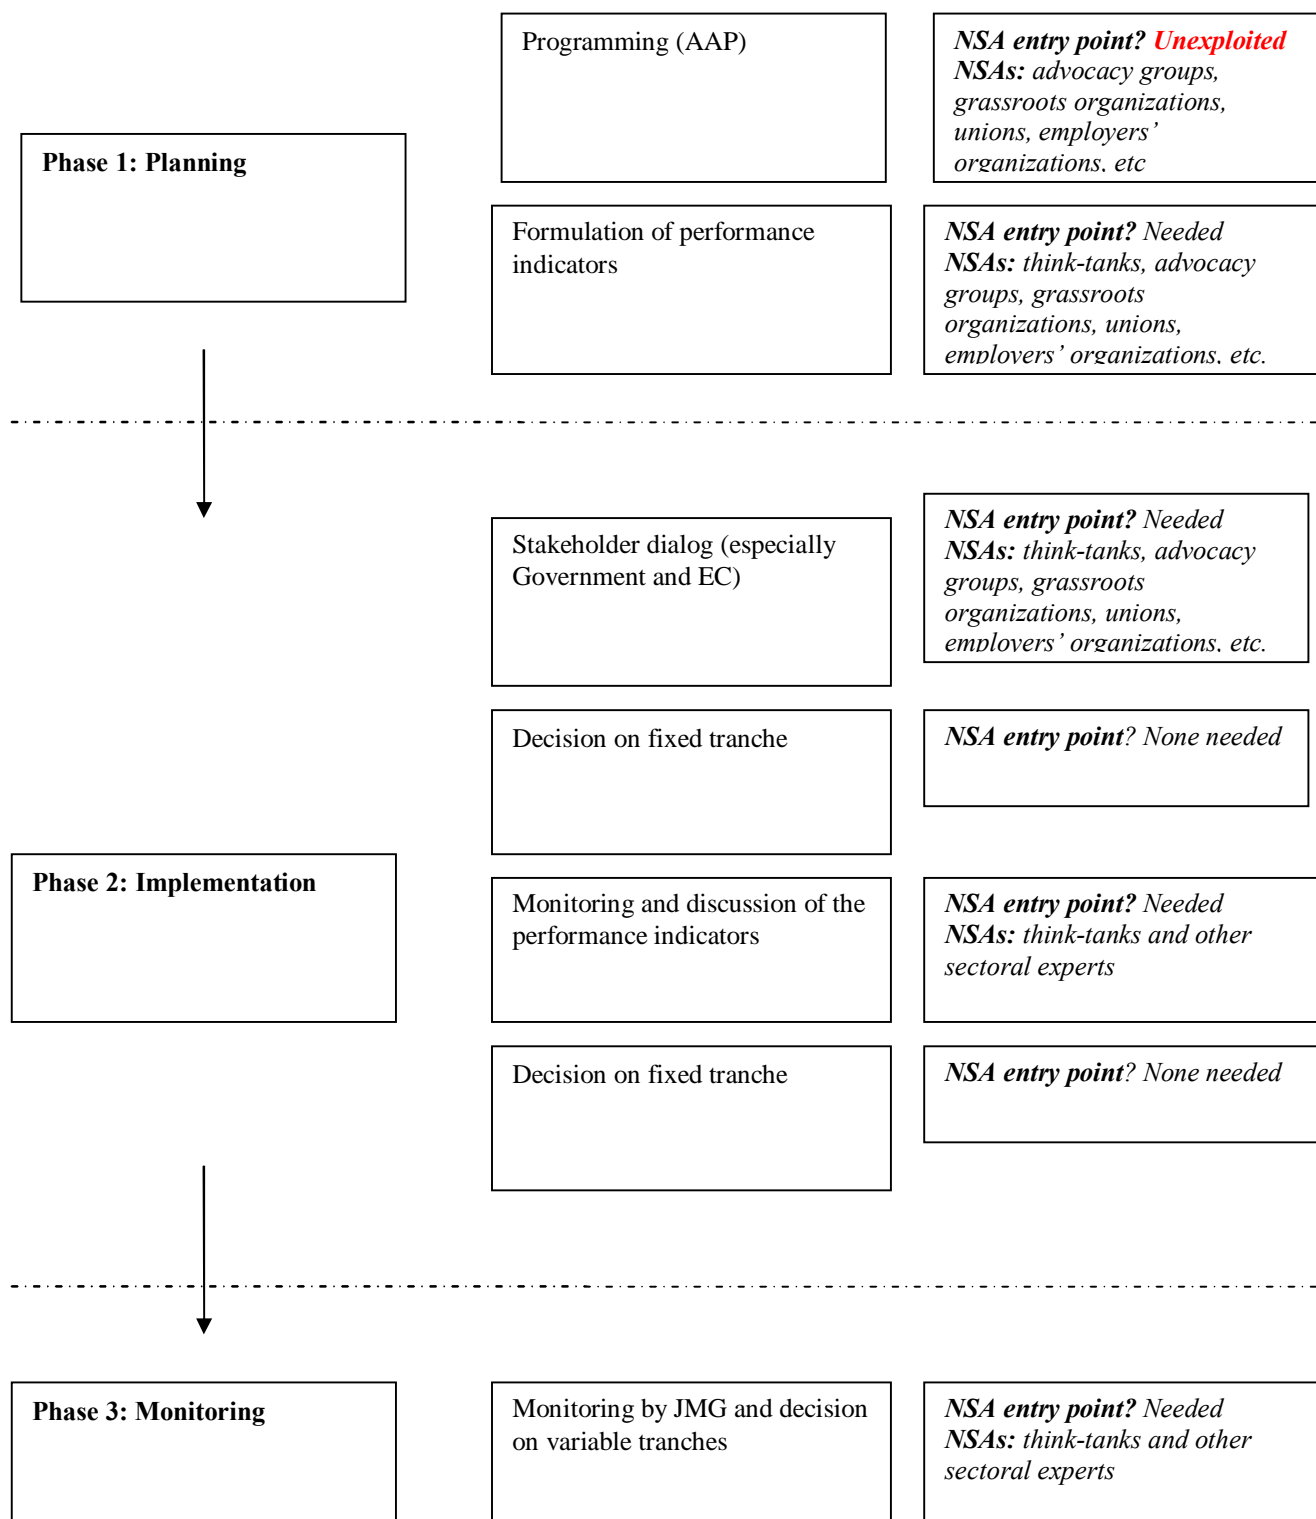 Programming (AAP)
NSA entry point? Unexploited
NSAs: advocacy groups,
grassroots organizations,
unions, employers’
organizations, etc
Phase 1: Planning
Formulation of performance
indicators
NSA entry point? Needed
NSAs: think-tanks, advocacy
groups, grassroots
organizations, unions,
employers’ organizations, etc.
Stakeholder dialog (especially
Government and EC)
NSA entry point? Needed
NSAs: think-tanks, advocacy
groups, grassroots
organizations, unions,
employers’ organizations, etc.
Decision on fixed tranche
NSA entry point? None needed
Phase 2: Implementation
Monitoring and discussion of the
performance indicators
NSA entry point? Needed
NSAs: think-tanks and other
sectoral experts
Decision on fixed tranche
NSA entry point? None needed
Phase 3: Monitoring
Monitoring by JMG and decision
on variable tranches
NSA entry point? Needed
NSAs: think-tanks and other
sectoral experts